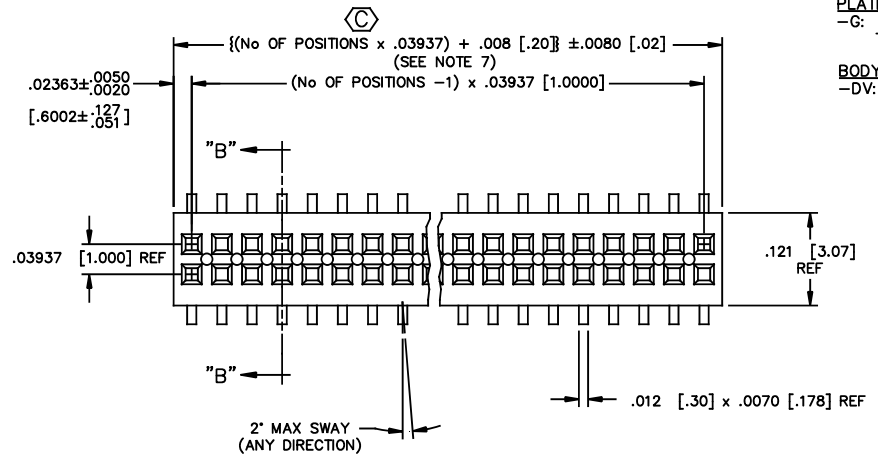 C
{(No OF POSITIONS x .03937) + .008 [.20]} ±.0080 [.02]
(SEE NOTE 7)
(No OF POSITIONS -1) x .03937 [1.0000]
.02363±.0050
.0020
[.6002±.127
.051]
"B"
.03937 [1.000] REF
.121 [3.07]
REF
"B"
2° MAX SWAY
(ANY DIRECTION)
.012 [.30] x .0070 [.178] REF
-G:
BODY
-DV: